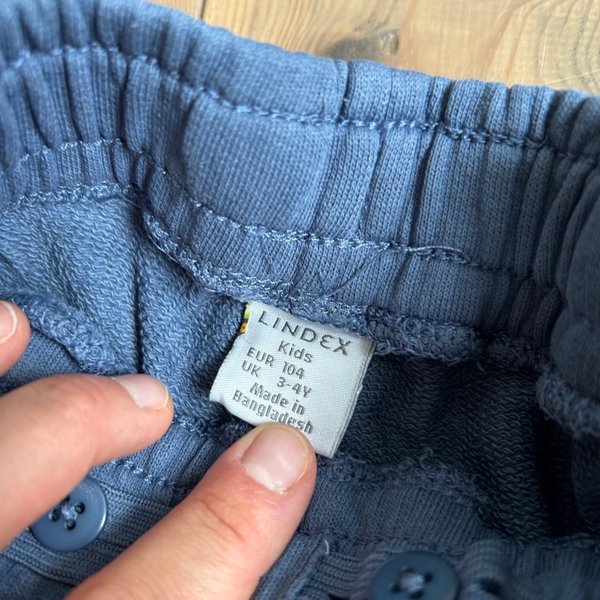 LINDEX
Kids
EUR 104
UK 3-4Y
Made in
Bangladesh